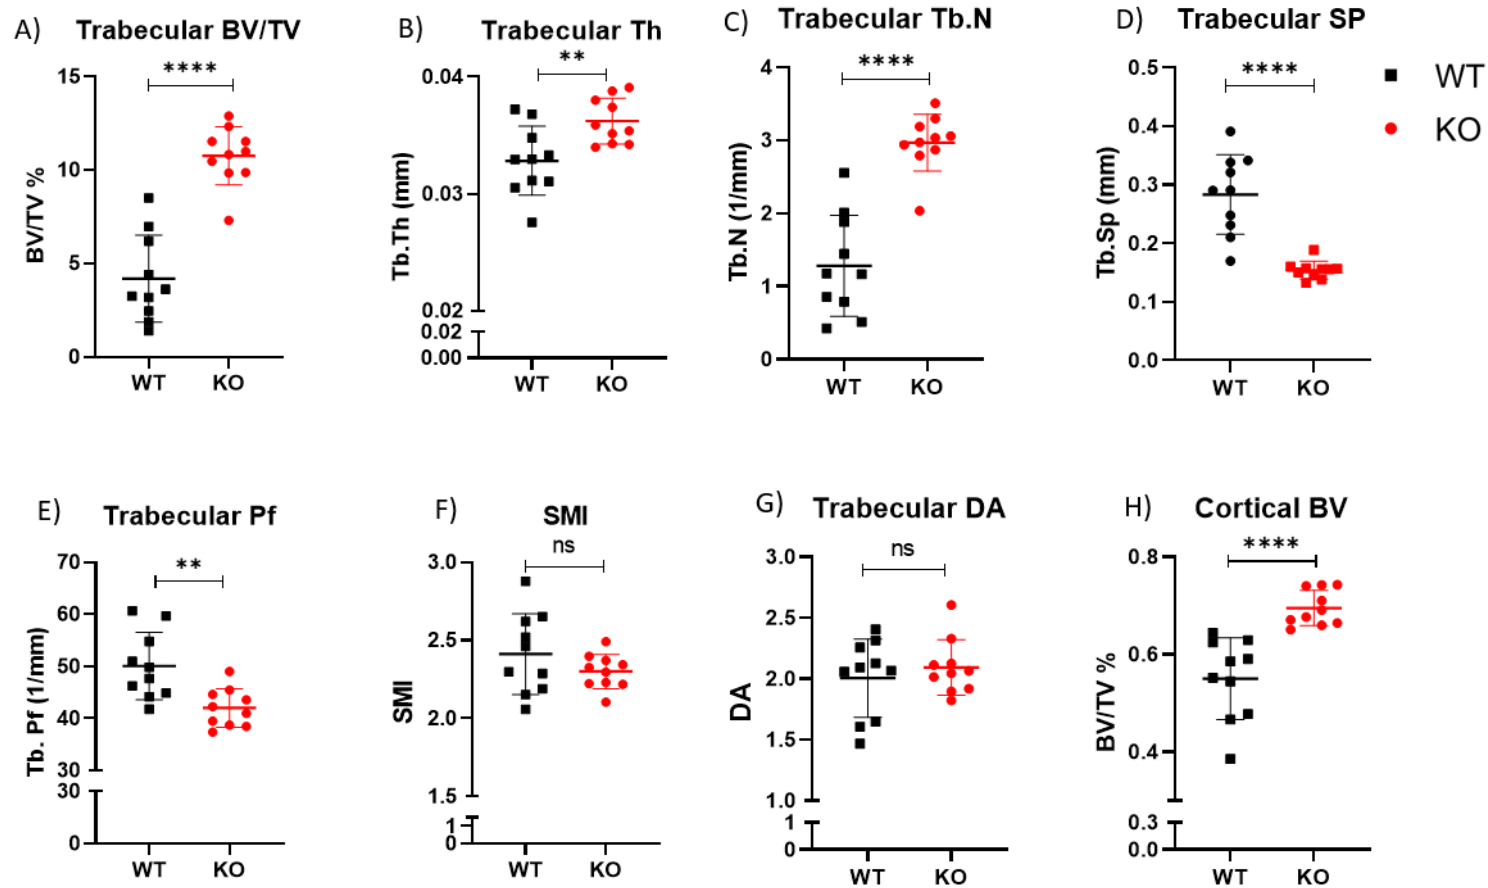 A) Trabecular BV/TV
****
15
10
5
0
BV/TV %
WT KO
B) Trabecular Th
**
0.04
0.03
0.02
0.02
0.00
Tb.Th (mm)
WT KO
C) Trabecular Tb.N
****
4
3
2
1
0
Tb.N (1/mm)
WT KO
D) Trabecular SP
****
0.5
0.4
0.3
0.2
0.1
0.0
Tb.Sp (mm)
WT KO
WT
KO
E) Trabecular Pf
**
70
60
50
40
30
30
0
Tb. Pf (1/mm)
WT KO
F) SMI
ns
3.0
2.5
2.0
1.5
1
0
SMI
WT KO
G) Trabecular DA
ns
3.0
2.5
2.0
1.5
1.0
1
0
DA
WT KO
H) Cortical BV
****
0.8
0.6
0.4
0.3
0.0
BV/TV %
WT KO